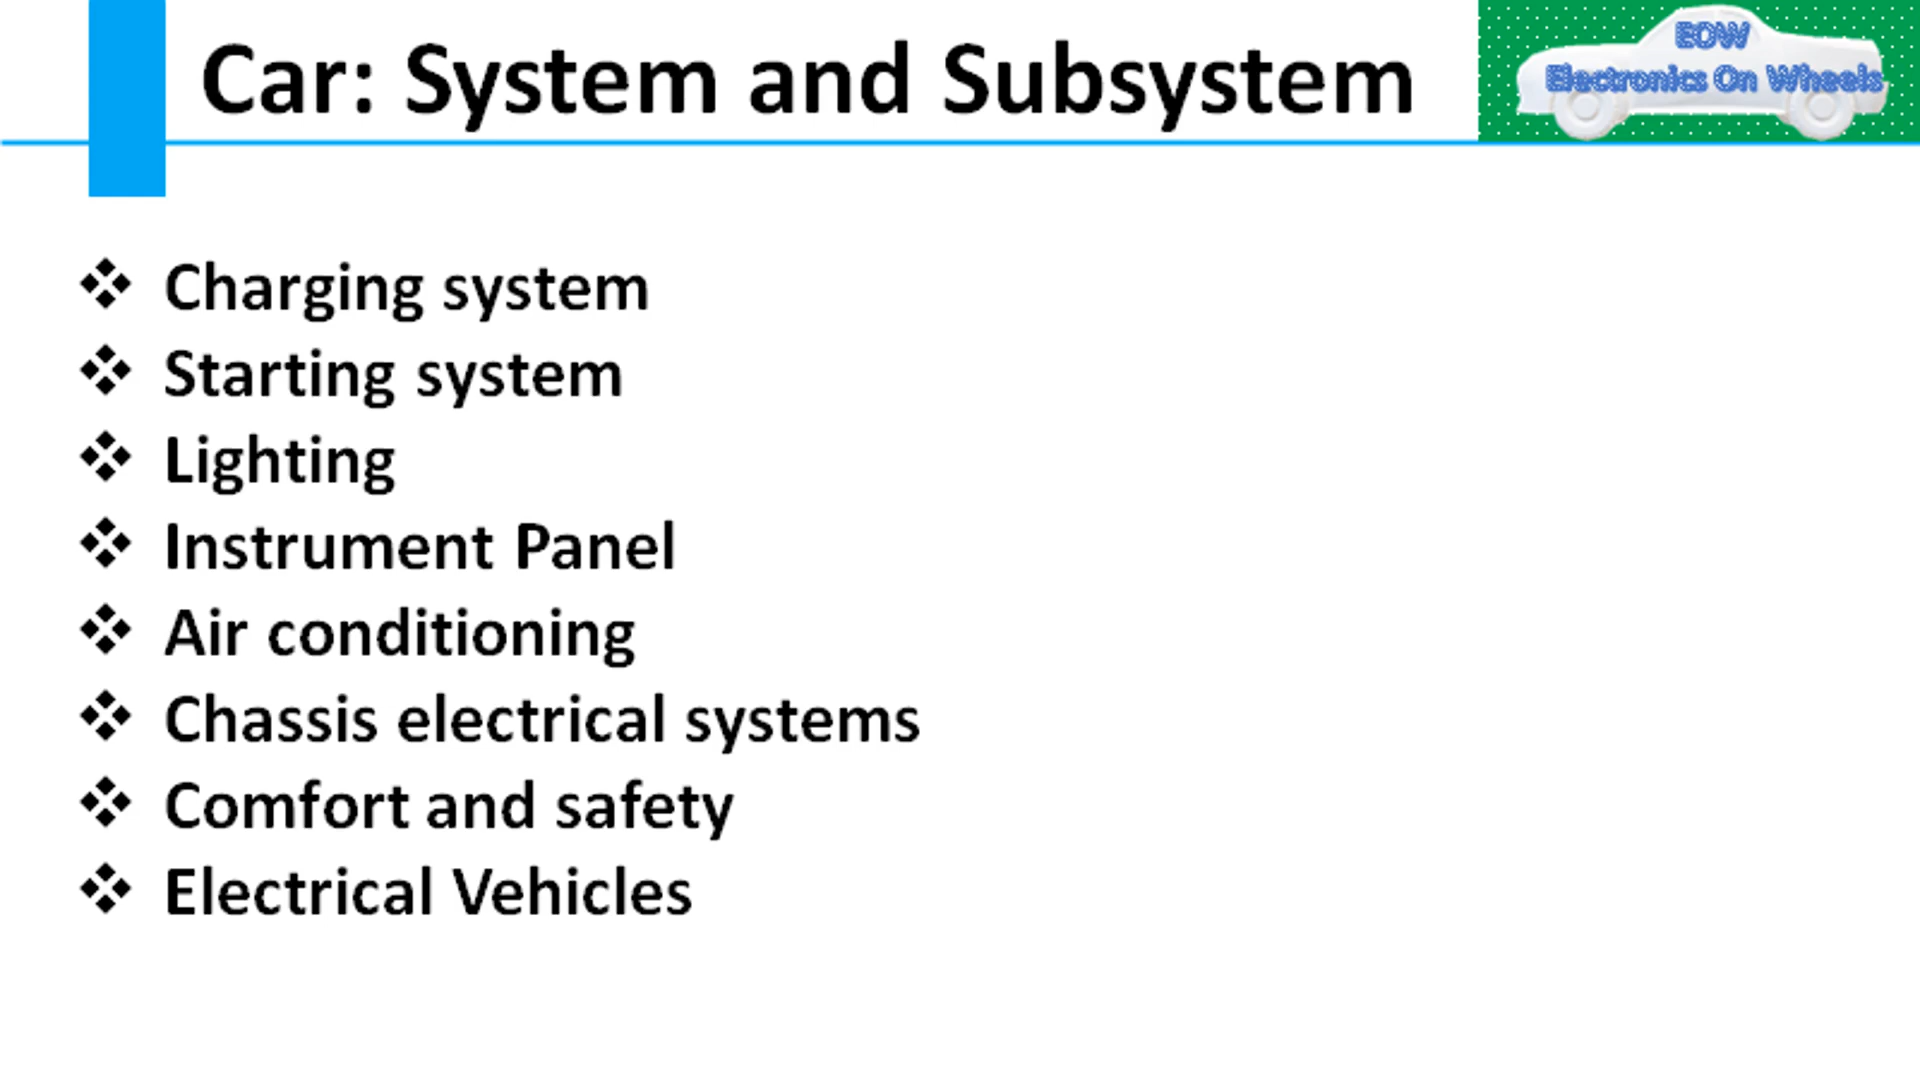 Car: System and Subsystem
EOW
Electronics On Wheels
❖ Charging system
❖ Starting system
❖ Lighting
❖ Instrument Panel
❖ Air conditioning
❖ Chassis electrical systems
❖ Comfort and safety
❖ Electrical Vehicles